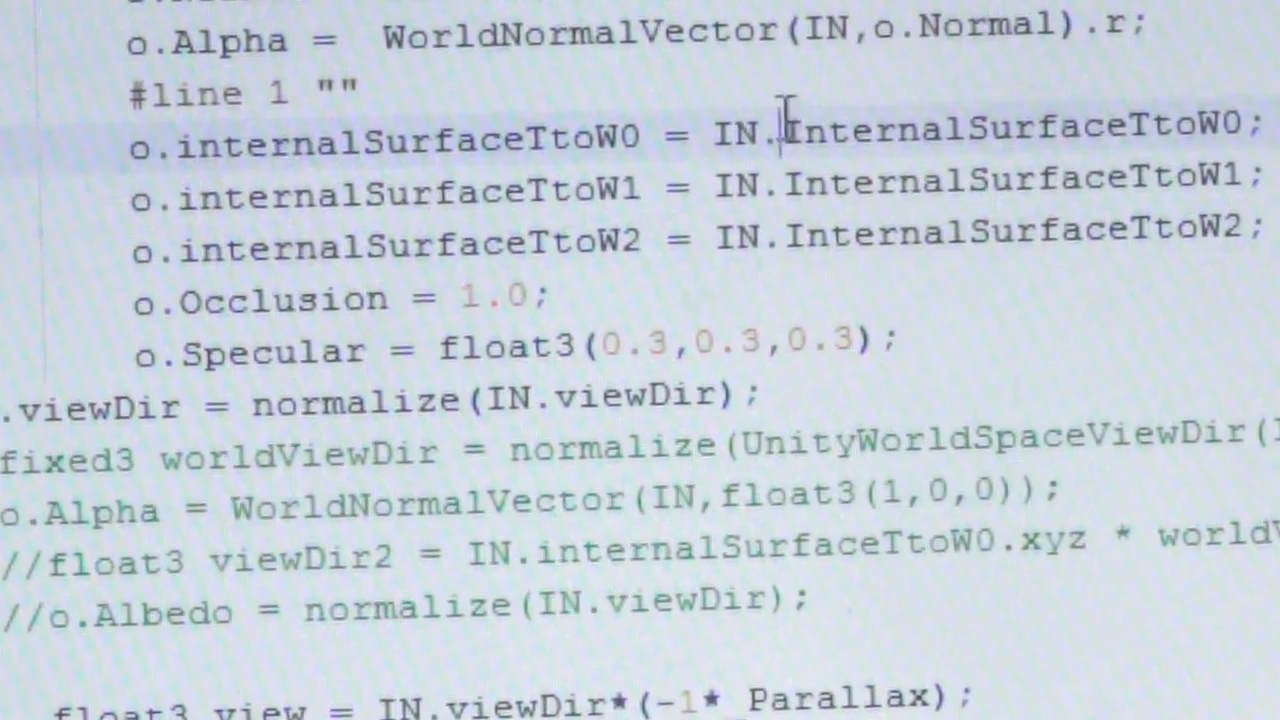 o.Alpha =  WorldNormalVector(IN,o.Normal).r;
#line 1 ""
o.internalSurfaceTtoW0 = IN.InternalSurfaceTtoW0;
o.internalSurfaceTtoW1 = IN.InternalSurfaceTtoW1;
o.internalSurfaceTtoW2 = IN.InternalSurfaceTtoW2;
o.Occlusion = 1.0;
o.Specular = float3(0.3,0.3,0.3);
.viewDir = normalize(IN.viewDir);
fixed3 worldViewDir = normalize(UnityWorldSpaceViewDir(
o.Alpha = WorldNormalVector(IN,float3(1,0,0));
//float3 viewDir2 = IN.internalSurfaceTtoW0.xyz * world
//o.Albedo = normalize(IN.viewDir);
float3 view = IN.viewDir*(-1* Parallax);